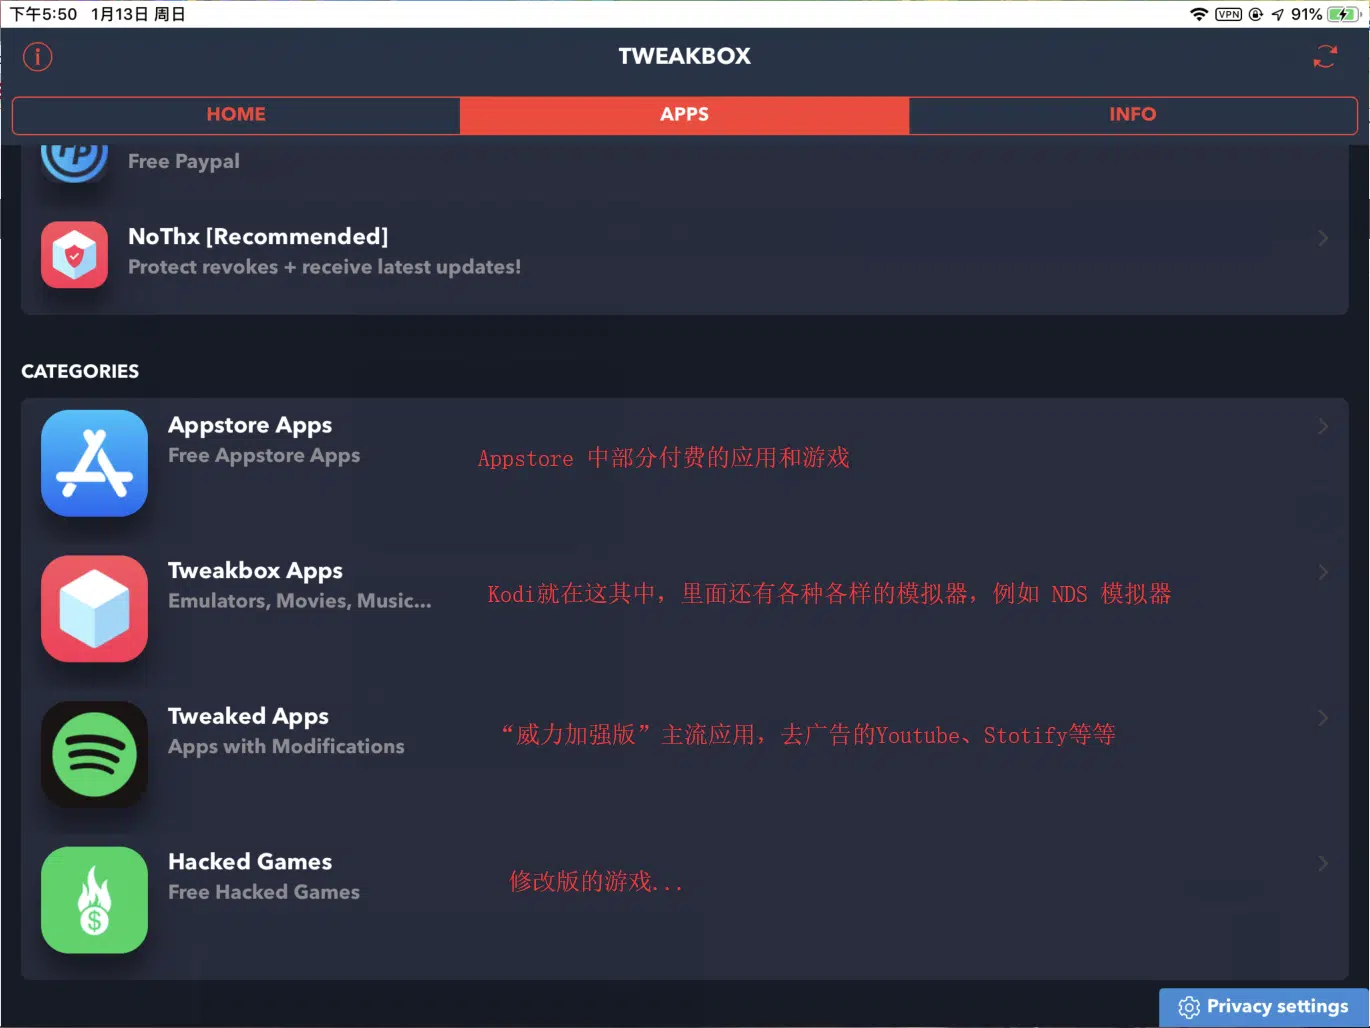 下午5:50 1月13日 周日
VPN 91%
TWEAKBOX
HOME APPS INFO
Free Paypal
NoThx [Recommended]
Protect revokes + receive latest updates!
CATEGORIES
Appstore Apps
Free Appstore Apps
Appstore 中部分付费的应用和游戏
Tweakbox Apps
Emulators, Movies, Music...
Kodi就在这其中，里面还有各种各样的模拟器，例如 NDS 模拟器
Tweaked Apps
Apps with Modifications
“威力加强版”主流应用，去广告的Youtube、Stotify等等
Hacked Games
Free Hacked Games
修改版的游戏...
Privacy settings